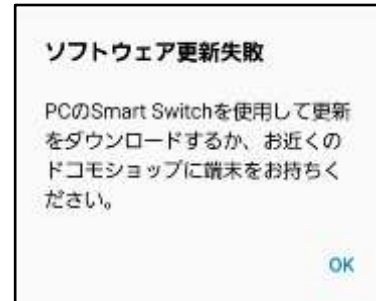 ソフトウェア更新失敗
PCのSmart Switchを使用して更新
をダウンロードするか、お近くの
ドコモショップに端末をお持ちく
ださい。
OK